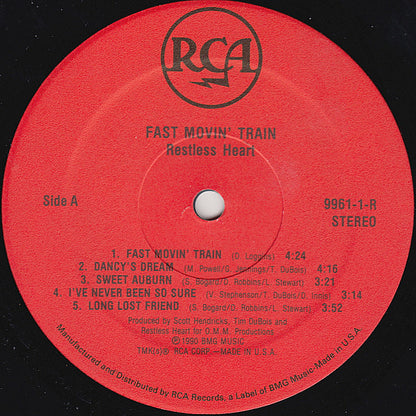 RCA
FAST MOVIN' TRAIN
Restless Heart
Side A
9961-1-R
STEREO
1. FAST MOVIN' TRAIN (D. Loggins) 4:24
2. DANCY'S DREAM (M. Powell/S. Jennings/T. DuBois) 4:16
3. SWEET AUBURN (S. Bogard/D. Robbins/L. Stewart) 3:21
4. I'VE NEVER BEEN SO SURE (V. Stephenson/T. DuBois/D. Innis) 3:14
5. LONG LOST FRIEND (S. Bogard/D. Robbins/L. Stewart) 3:52
Produced by Scott Hendricks, Tim DuBois and
Restless Heart for O.M.M. Productions
© 1990 BMG MUSIC
TMK(s) ® RCA CORP. - MADE IN U.S.A.
Manufactured and Distributed by RCA Records, a Label of BMG Music-Made in U.S.A.